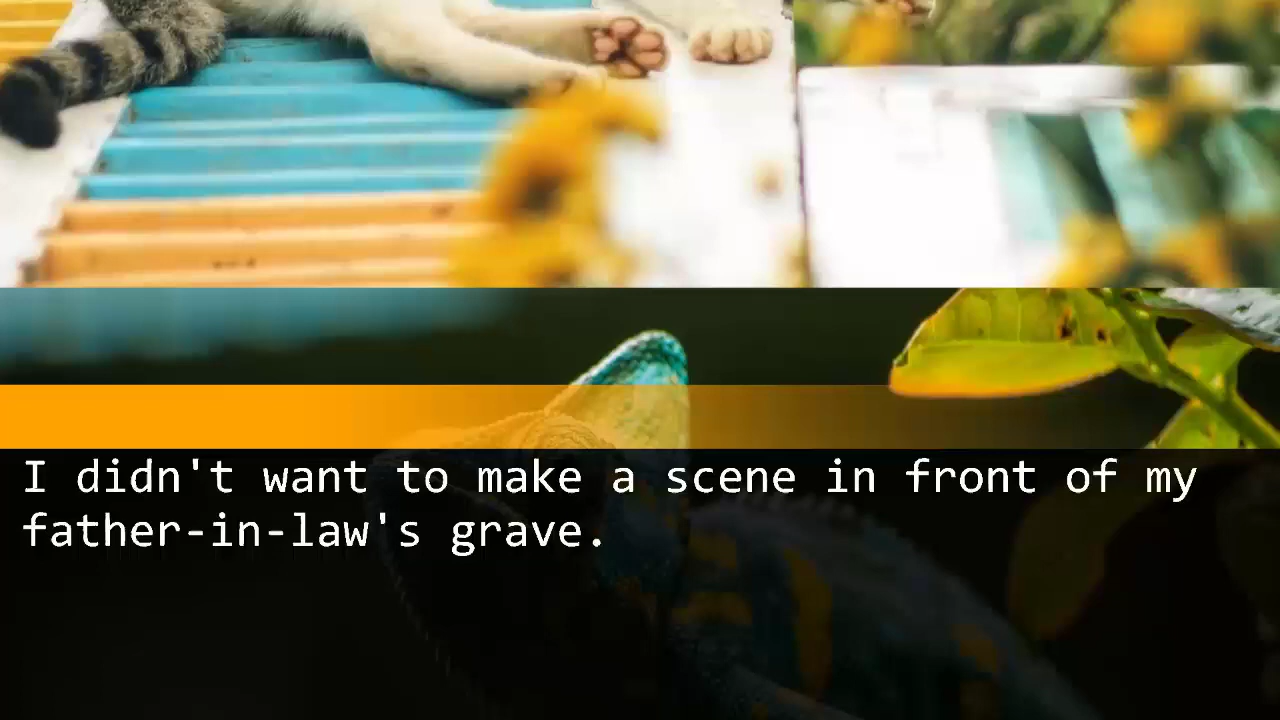 I didn't want to make a scene in front of my
father-in-law's grave.